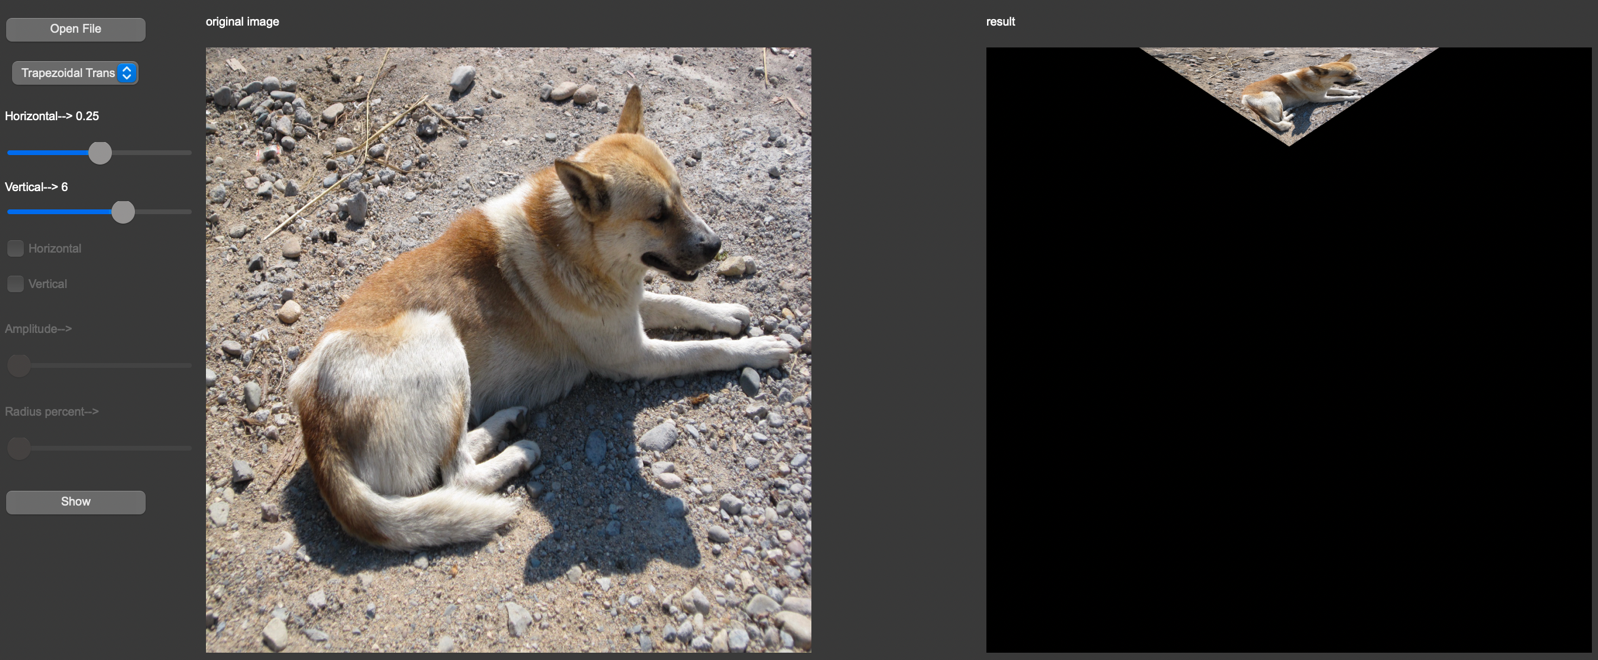 Open File
Trapezoidal Trans
Horizontal--> 0.25
Vertical--> 6
Horizontal
Vertical
Amplitude-->
Radius percent-->
Show
original image
result